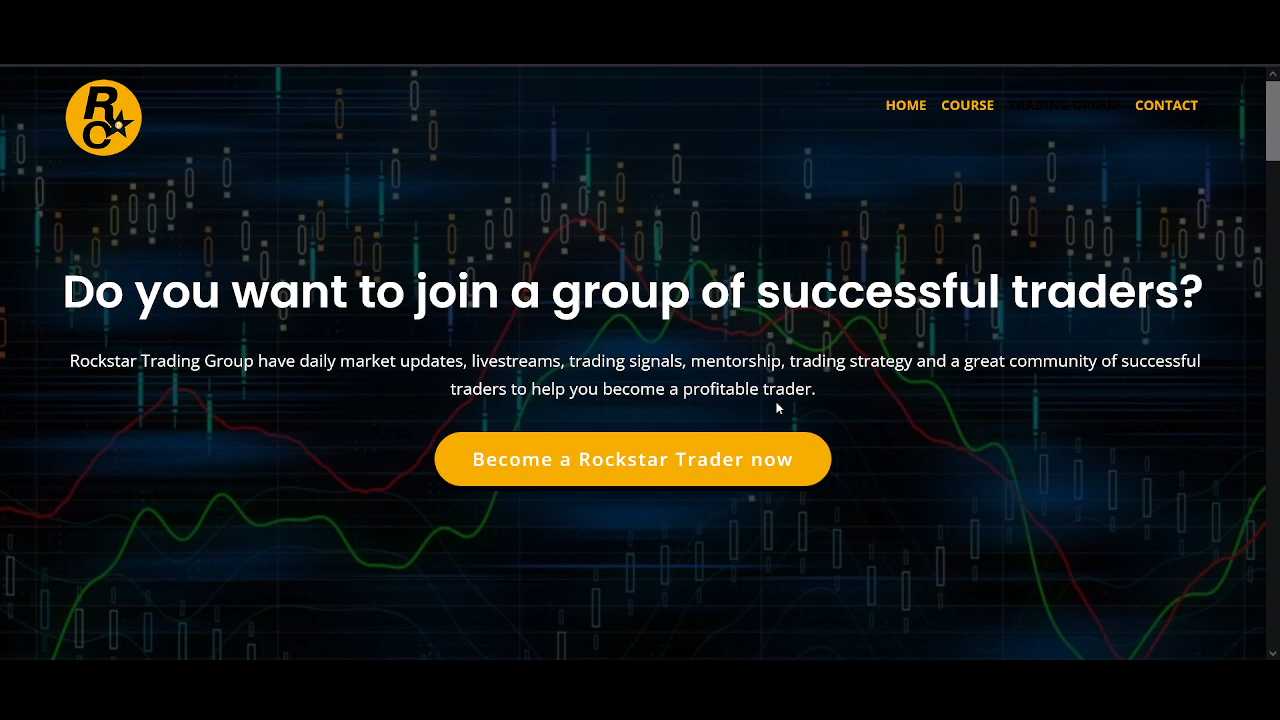 R
C
HOME COURSE TRADING GROUP CONTACT
Do you want to join a group of successful traders?
Rockstar Trading Group have daily market updates, livestreams, trading signals, mentorship, trading strategy and a great community of successful
traders to help you become a profitable trader.
Become a Rockstar Trader now